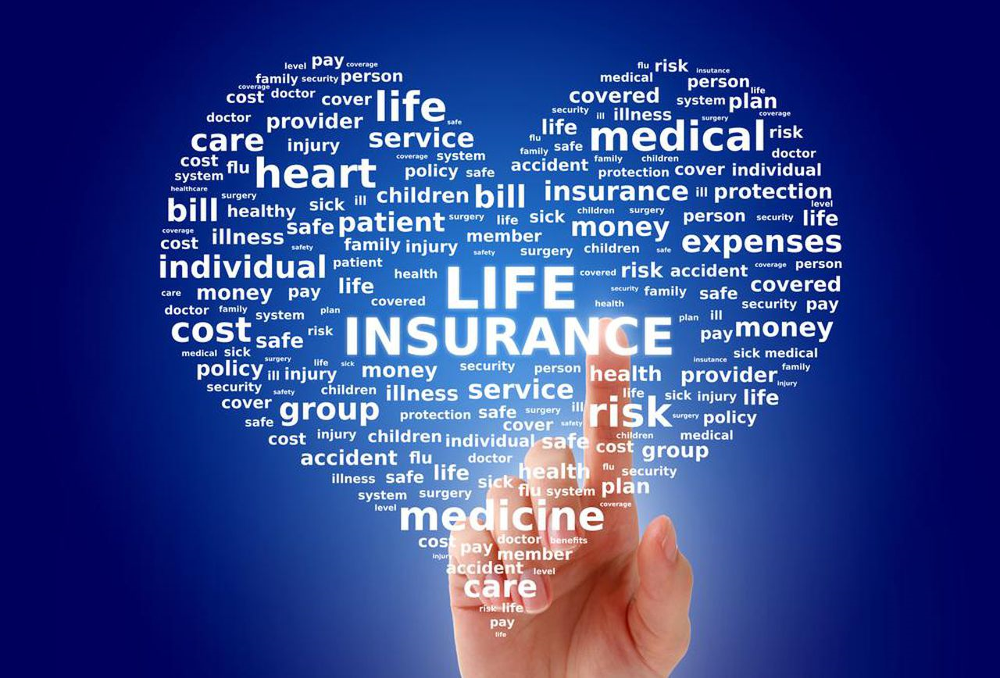 level pay coverage flu risk insutance
family security person medical person
coverage cost doctor cover life covered system plan life
doctor provider safe security ill illness surgery coverage
care injury service life medical risk
cost flu heart coverage system flu family safe family children doctor
system policy safe accident protection cover individual
healthcare surgery sick ill children bill insurance ill protection level
bill healthy safe patient surgery life sick children surgery person security life
coverage illness member money
cost safety family injury safety surgery children safe expenses
individual patient health LIFE covered risk accident coverage person
care money pay life covered security family safe covered
doctor family system plan health security pay
cost safe risk INSURANCE plan ill pay money
medical sick surgery life sick insutance sick medical
policy ill injury money security person health provider family injury
security safety children illness service life sick injury life
cover group protection safe surgery ill risk surgery policy
safe cover safety
cost injury children individual safe children cost medical group
accident flu doctor
illness safe life sick health flu security
system surgery flu system plan
level medicine coverage
cost pay doctor benefits
injury member
accident level
care
risk life
pay
life